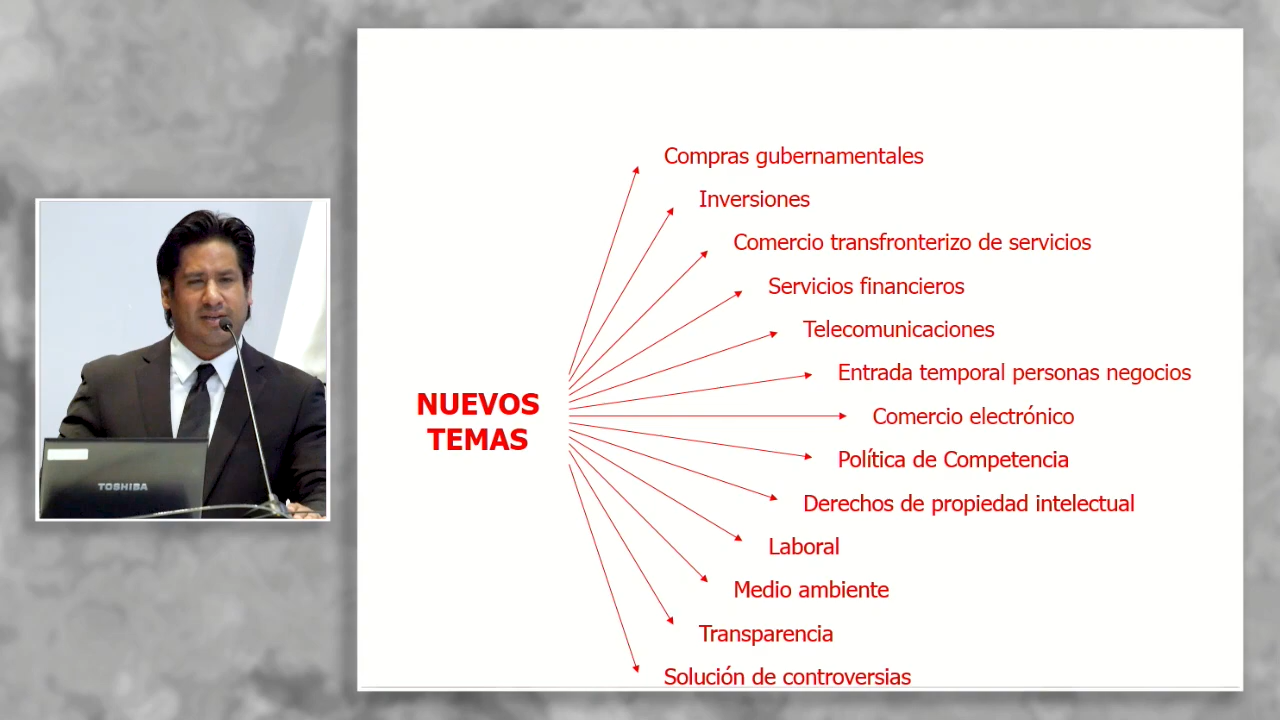 Compras gubernamentales
Inversiones
Comercio transfronterizo de servicios
Servicios financieros
Telecomunicaciones
Entrada temporal personas negocios
NUEVOS
TEMAS
Comercio electrónico
Política de Competencia
Derechos de propiedad intelectual
Laboral
Medio ambiente
Transparencia
Solución de controversias
TOSHIBA